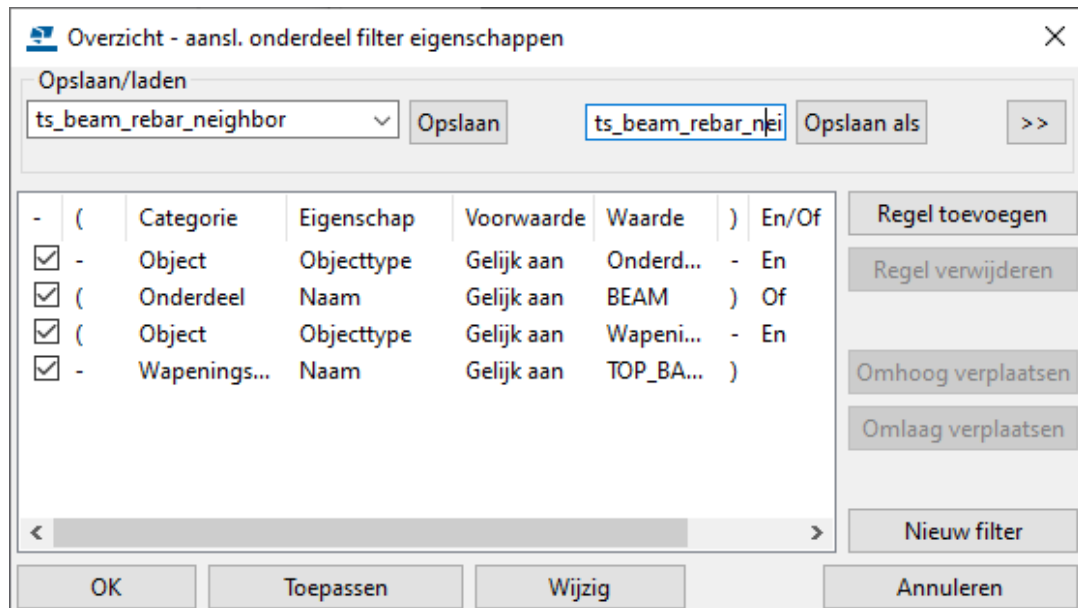 Overzicht - aansl. onderdeel filter eigenschappen
Opslaan/laden
ts_beam_rebar_neighbor Opslaan ts_beam_rebar_nei Opslaan als >>
- ( Categorie Eigenschap Voorwaarde Waarde ) En/Of
- Object Objecttype Gelijk aan Onderd... - En
( Onderdeel Naam Gelijk aan BEAM ) Of
( Object Objecttype Gelijk aan Wapeni... - En
- Wapenings... Naam Gelijk aan TOP_BA... )
Regel toevoegen
Regel verwijderen
Omhoog verplaatsen
Omlaag verplaatsen
Nieuw filter
OK Toepassen Wijzig Annuleren